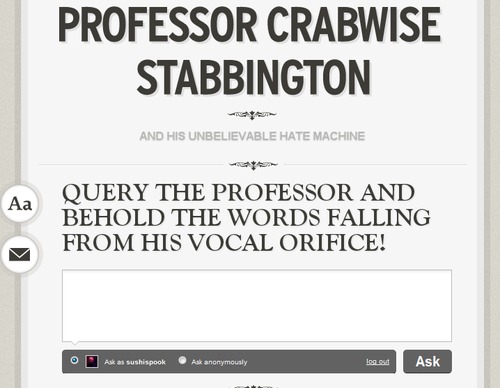 PROFESSOR CRABWISE
STABBINGTON
AND HIS UNBELIEVABLE HATE MACHINE
Aa
QUERY THE PROFESSOR AND
BEHOLD THE WORDS FALLING
FROM HIS VOCAL ORIFICE!
Ask as sushispook Ask anonymously log out Ask